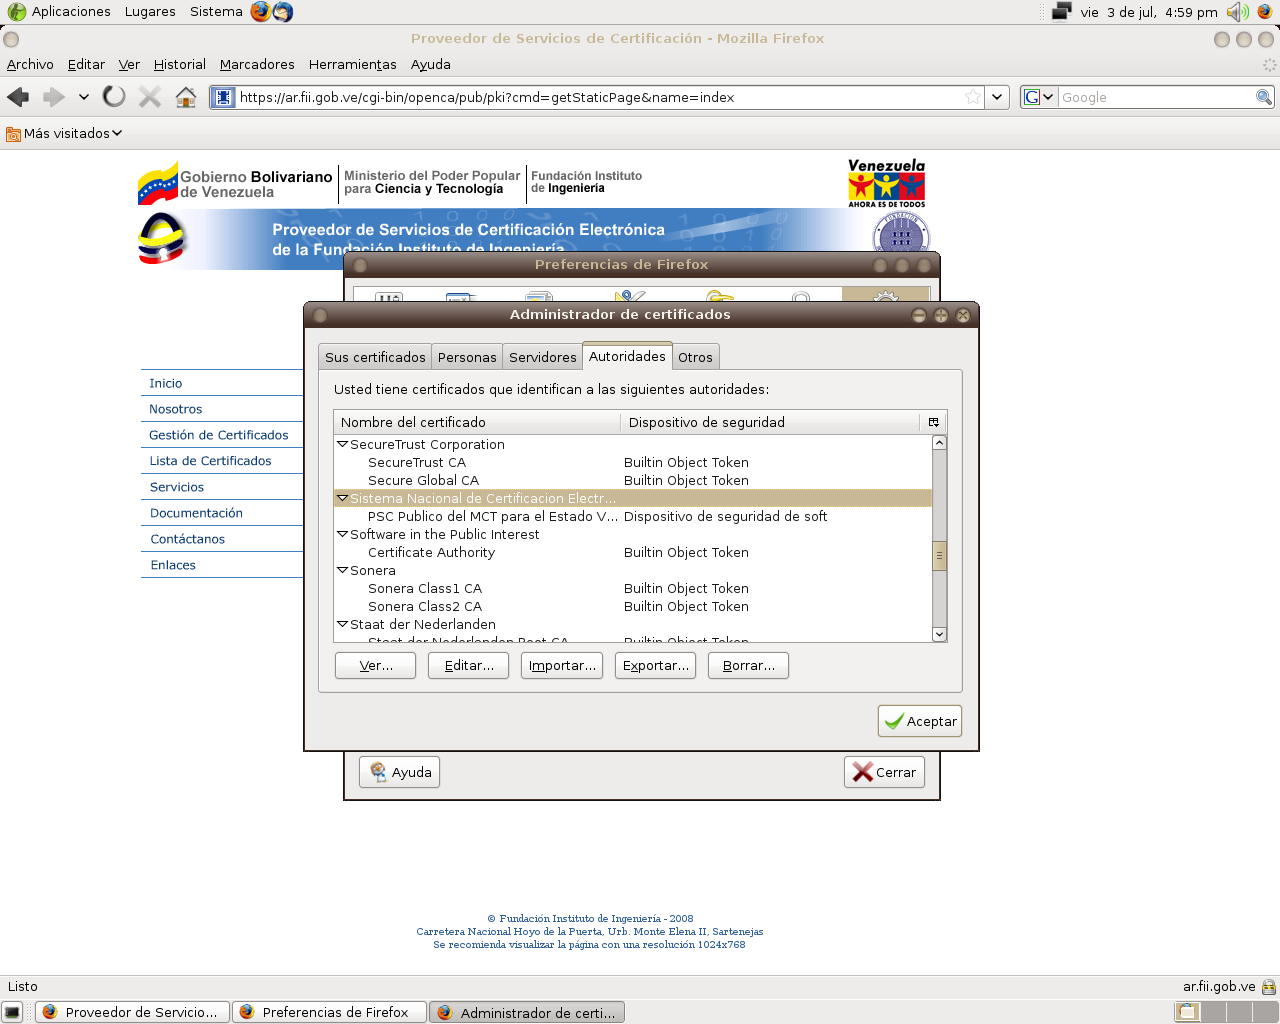 Aplicaciones Lugares Sistema
vie 3 de jul, 4:59 pm
Proveedor de Servicios de Certificación - Mozilla Firefox
Archivo Editar Ver Historial Marcadores Herramientas Ayuda
https://ar.fii.gob.ve/cgi-bin/openca/pub/pki?cmd=getStaticPage&name=index
G Google
Más visitados
Gobierno Bolivariano
de Venezuela
Ministerio del Poder Popular
para Ciencia y Tecnología
Fundación Instituto
de Ingeniería
Venezuela
AHORA ES DE TODOS
Proveedor de Servicios de Certificación Electrónica
de la Fundación Instituto de Ingeniería
FUNDACIÓN
Preferencias de Firefox
Administrador de certificados
Sus certificados Personas Servidores Autoridades Otros
Usted tiene certificados que identifican a las siguientes autoridades:
Nombre del certificado Dispositivo de seguridad
SecureTrust Corporation
SecureTrust CA Builtin Object Token
Secure Global CA Builtin Object Token
Sistema Nacional de Certificacion Electr...
PSC Publico del MCT para el Estado V... Dispositivo de seguridad de soft
Software in the Public Interest
Certificate Authority Builtin Object Token
Sonera
Sonera Class1 CA Builtin Object Token
Sonera Class2 CA Builtin Object Token
Staat der Nederlanden
Staat der Nederlanden Root CA Builtin Object Token
Ver... Editar... Importar... Exportar... Borrar...
Aceptar
Ayuda Cerrar
Inicio
Nosotros
Gestión de Certificados
Lista de Certificados
Servicios
Documentación
Contáctanos
Enlaces
© Fundación Instituto de Ingeniería - 2008
Carretera Nacional Hoyo de la Puerta, Urb. Monte Elena II, Sartenejas
Se recomienda visualizar la página con una resolución 1024x768
Listo
ar.fii.gob.ve
Proveedor de Servicio... Preferencias de Firefox Administrador de certi...